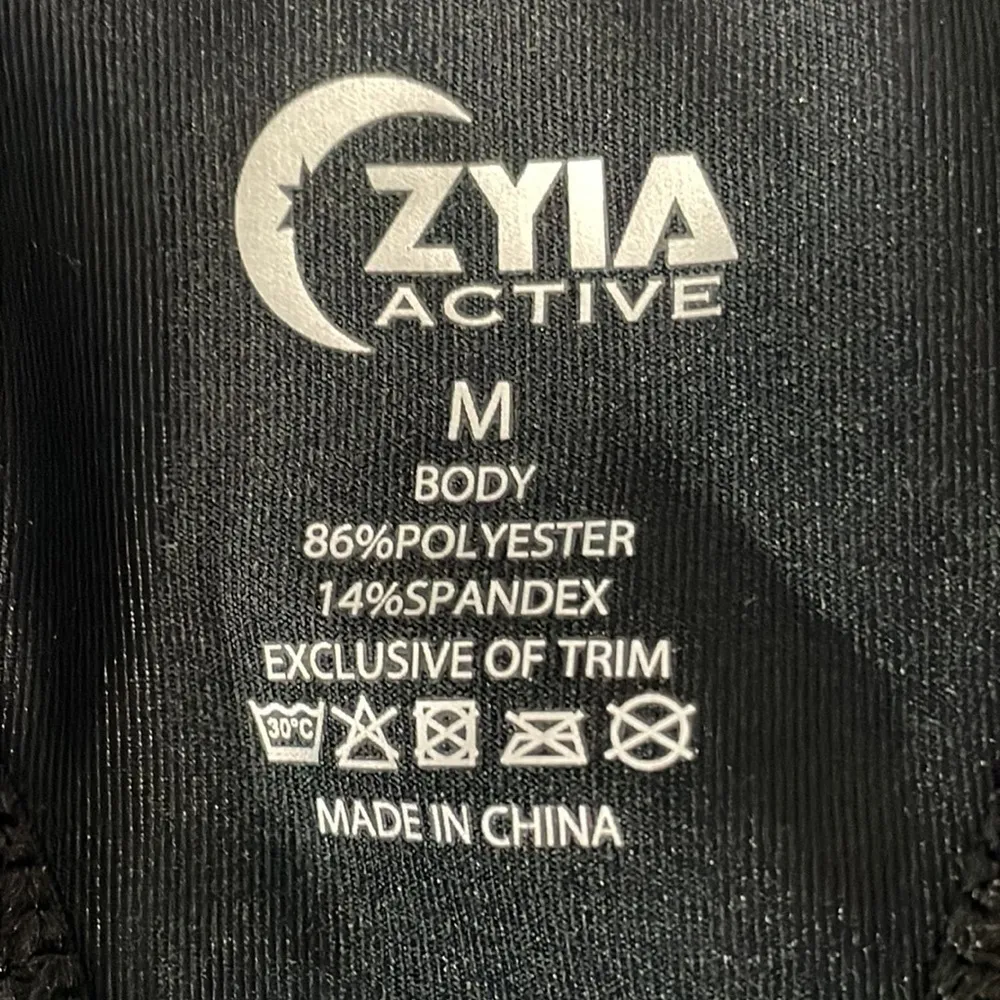 ZYIA
ACTIVE
M
BODY
86%POLYESTER
14%SPANDEX
EXCLUSIVE OF TRIM
30°C
MADE IN CHINA